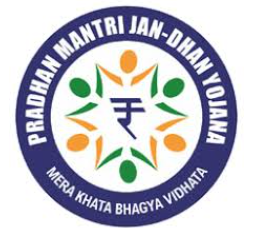 PRADHAN MANTRI JAN-DHAN YOJANA
₹
MERA KHATA BHAGYA VIDHATA